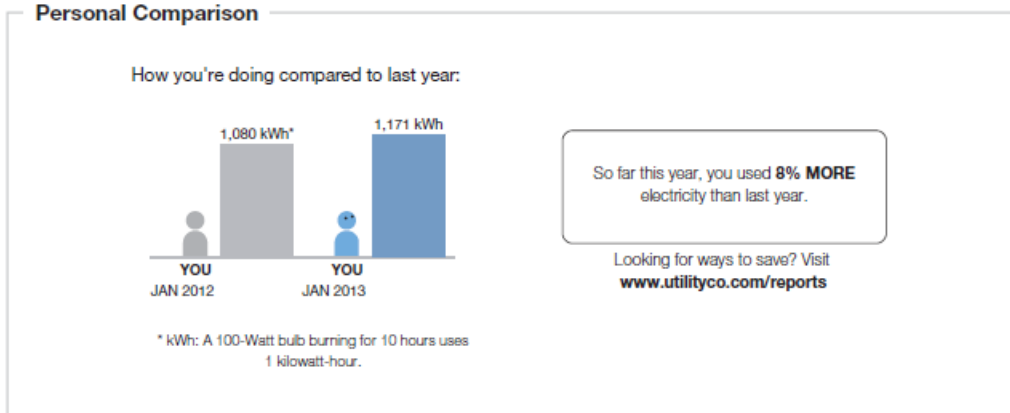 Personal Comparison
How you're doing compared to last year:
1,080 kWh*
1,171 kWh
YOU
JAN 2012
YOU
JAN 2013
* kWh: A 100-Watt bulb burning for 10 hours uses
1 kilowatt-hour.
So far this year, you used 8% MORE
electricity than last year.
Looking for ways to save? Visit
www.utilityco.com/reports